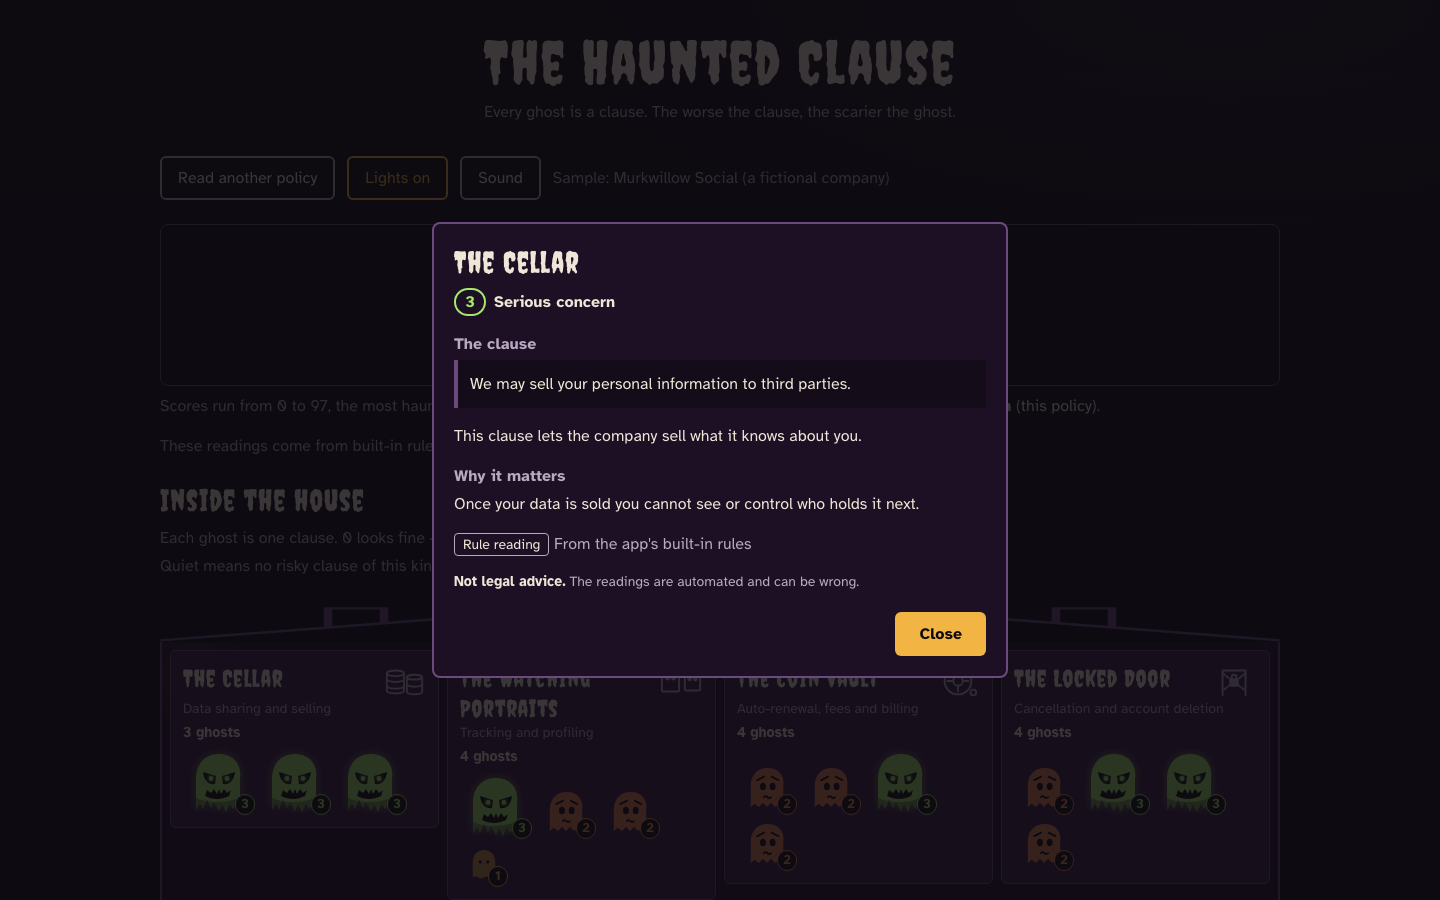 THE HAUNTED CLAUSE
Every ghost is a clause. The worse the clause, the scarier the ghost.
Read another policy
Lights on
Sound
Sample: Murkwillow Social (a fictional company)
THE CELLAR
3 Serious concern
The clause
We may sell your personal information to third parties.
This clause lets the company sell what it knows about you.
Why it matters
Once your data is sold you cannot see or control who holds it next.
Rule reading From the app's built-in rules
Not legal advice. The readings are automated and can be wrong.
Close
Scores run from 0 to 97, the most
(this policy).
These readings come from built-in
INSIDE THE HOUSE
Each ghost is one clause. 0 looks fine
Quiet means no risky clause of this
THE CELLAR
Data sharing and selling
3 ghosts
3
3
3
THE WATCHING
PORTRAITS
Tracking and profiling
4 ghosts
3
2
2
1
THE COIN VAULT
Auto-renewal, fees and billing
4 ghosts
2
2
3
2
THE LOCKED DOOR
Cancellation and account deletion
4 ghosts
2
3
3
2